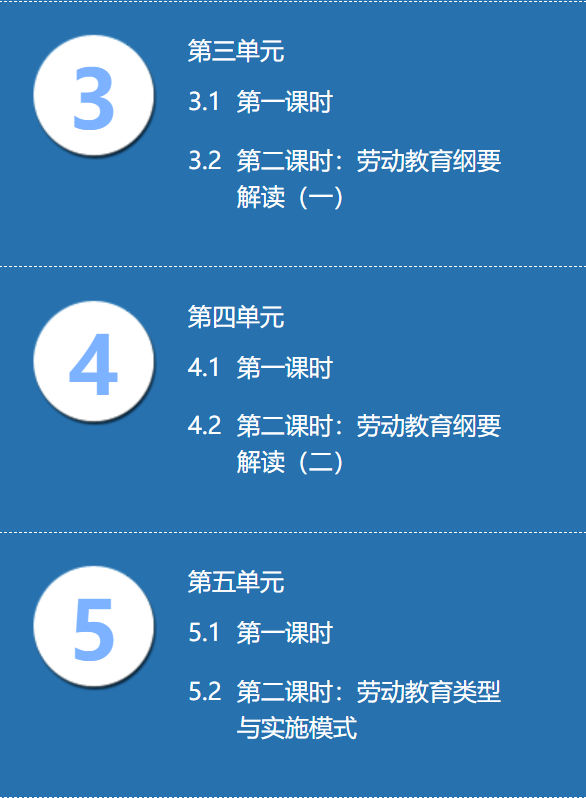 3
第三单元
3.1 第一课时
3.2 第二课时：劳动教育纲要
解读（一）
4
第四单元
4.1 第一课时
4.2 第二课时：劳动教育纲要
解读（二）
5
第五单元
5.1 第一课时
5.2 第二课时：劳动教育类型
与实施模式